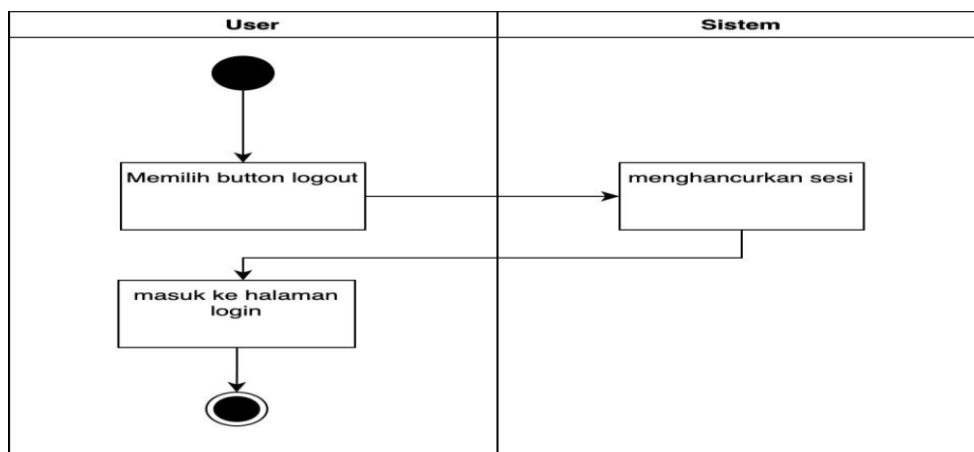 User
Sistem
Memilih button logout
menghancurkan sesi
masuk ke halaman
login